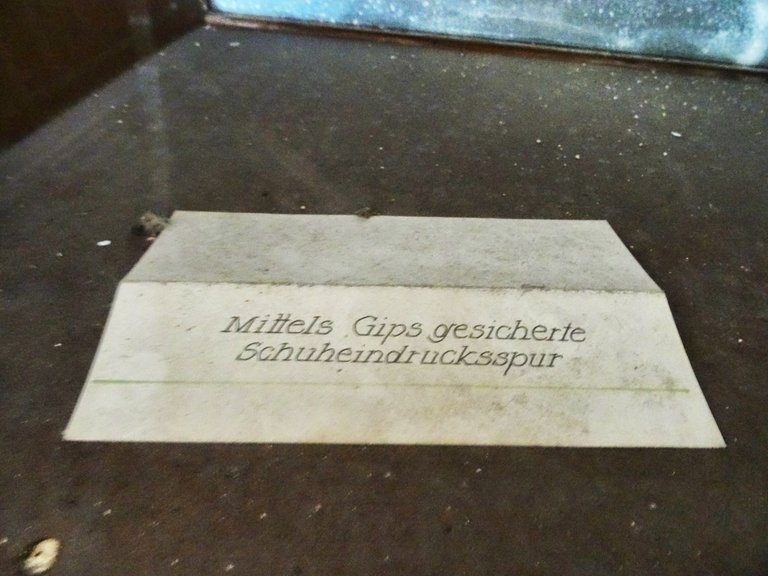 Mittels Gips gesicherte
Schuheindrucksspur